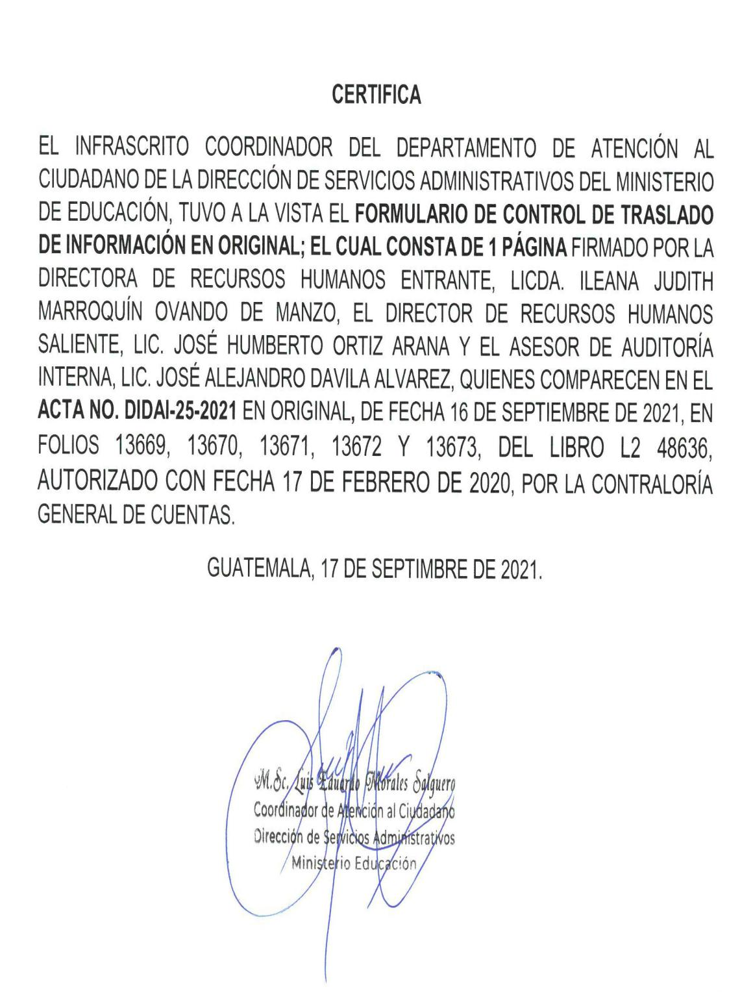 CERTIFICA
EL INFRASCRITO COORDINADOR DEL DEPARTAMENTO DE ATENCIÓN AL
CIUDADANO DE LA DIRECCIÓN DE SERVICIOS ADMINISTRATIVOS DEL MINISTERIO
DE EDUCACIÓN, TUVO A LA VISTA EL FORMULARIO DE CONTROL DE TRASLADO
DE INFORMACIÓN EN ORIGINAL; EL CUAL CONSTA DE 1 PÁGINA FIRMADO POR LA
DIRECTORA DE RECURSOS HUMANOS ENTRANTE, LICDA. ILEANA JUDITH
MARROQUÍN OVANDO DE MANZO, EL DIRECTOR DE RECURSOS HUMANOS
SALIENTE, LIC. JOSÉ HUMBERTO ORTIZ ARANA Y EL ASESOR DE AUDITORÍA
INTERNA, LIC. JOSÉ ALEJANDRO DAVILA ALVAREZ, QUIENES COMPARECEN EN EL
ACTA NO. DIDAI-25-2021 EN ORIGINAL, DE FECHA 16 DE SEPTIEMBRE DE 2021, EN
FOLIOS 13669, 13670, 13671, 13672 Y 13673, DEL LIBRO L2 48636,
AUTORIZADO CON FECHA 17 DE FEBRERO DE 2020, POR LA CONTRALORÍA
GENERAL DE CUENTAS.
GUATEMALA, 17 DE SEPTIMBRE DE 2021.
M.Sc. Luis Eduardo Morales Salguero
Coordinador de Atención al Ciudadano
Dirección de Servicios Administrativos
Ministerio Educación